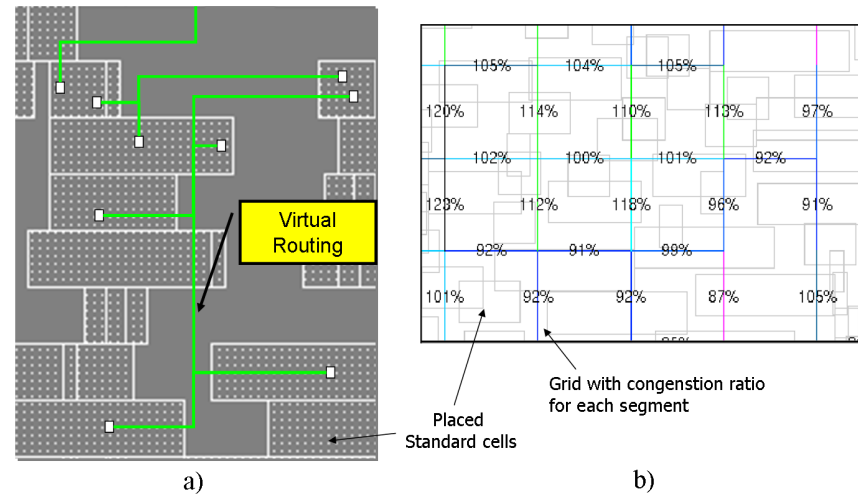 Virtual
Routing
105% 104% 105%
120% 114% 110% 113% 97%
102% 100% 101% 92%
123% 112% 118% 96% 91%
92% 91% 99%
101% 92% 92% 87% 105%
Placed
Standard cells
Grid with congenstion ratio
for each segment
a)
b)